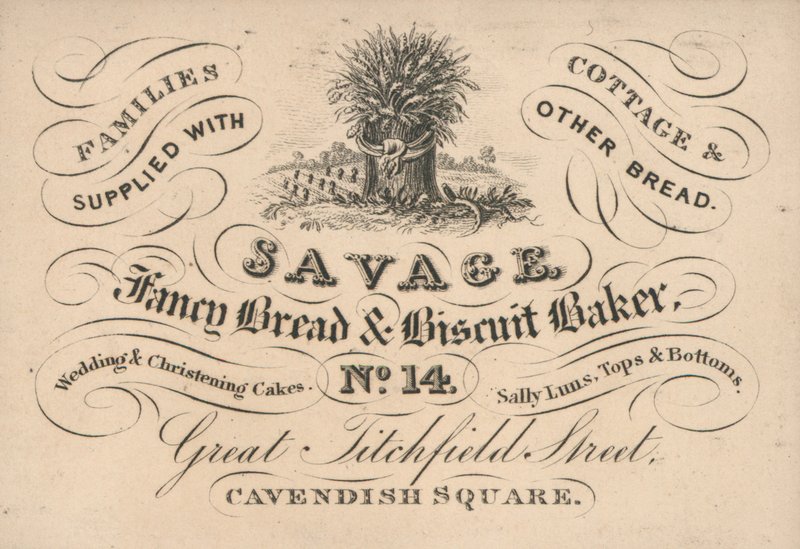 FAMILIES
SUPPLIED WITH
COTTAGE &
OTHER BREAD.
SAVAGE.
Fancy Bread & Biscuit Baker,
Wedding & Christening Cakes.
No. 14.
Sally Luns, Tops & Bottoms.
Great Titchfield Street,
CAVENDISH SQUARE.